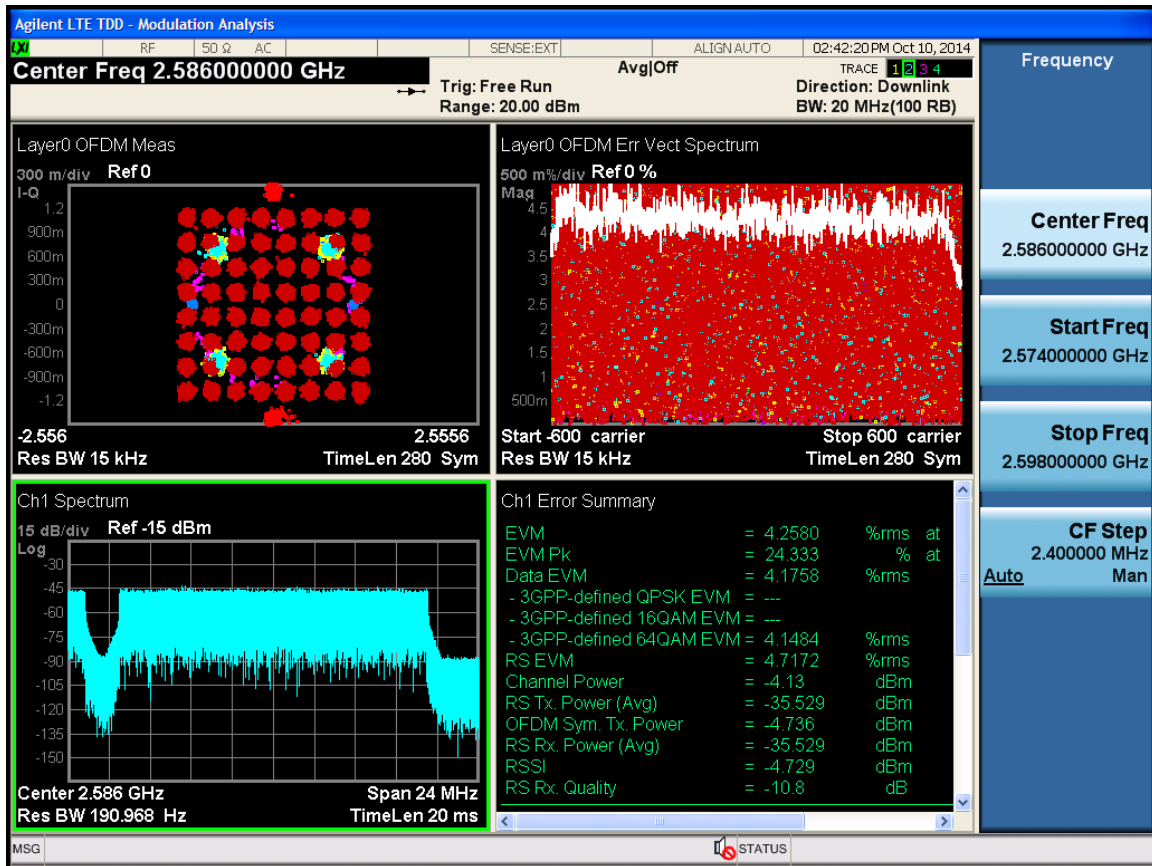 Agilent LTE TDD - Modulation Analysis
LXI RF 50 Ω AC SENSE:EXT ALIGN AUTO 02:42:20 PM Oct 10, 2014
Center Freq 2.586000000 GHz
Avg|Off
TRACE 1 2 3 4
Trig: Free Run
Direction: Downlink
Range: 20.00 dBm
BW: 20 MHz(100 RB)
Layer0 OFDM Meas
300 m/div Ref 0
I-Q
1.2
900m
600m
300m
0
-300m
-600m
-900m
-1.2
-2.556 2.5556
Res BW 15 kHz TimeLen 280 Sym
Layer0 OFDM Err Vect Spectrum
500 m%/div Ref 0 %
Mag
4.5
4
3.5
3
2.5
2
1.5
1
500m
Start -600 carrier Stop 600 carrier
Res BW 15 kHz TimeLen 280 Sym
Ch1 Spectrum
15 dB/div Ref -15 dBm
Log
-30
-45
-60
-75
-90
-105
-120
-135
-150
Center 2.586 GHz Span 24 MHz
Res BW 190.968 Hz TimeLen 20 ms
Ch1 Error Summary
EVM = 4.2580 %rms at
EVM Pk = 24.333 % at
Data EVM = 4.1758 %rms
- 3GPP-defined QPSK EVM = ---
- 3GPP-defined 16QAM EVM = ---
- 3GPP-defined 64QAM EVM = 4.1484 %rms
RS EVM = 4.7172 %rms
Channel Power = -4.13 dBm
RS Tx. Power (Avg) = -35.529 dBm
OFDM Sym. Tx. Power = -4.736 dBm
RS Rx. Power (Avg) = -35.529 dBm
RSSI = -4.729 dBm
RS Rx. Quality = -10.8 dB
Frequency
Center Freq
2.586000000 GHz
Start Freq
2.574000000 GHz
Stop Freq
2.598000000 GHz
CF Step
2.400000 MHz
Auto Man
MSG STATUS